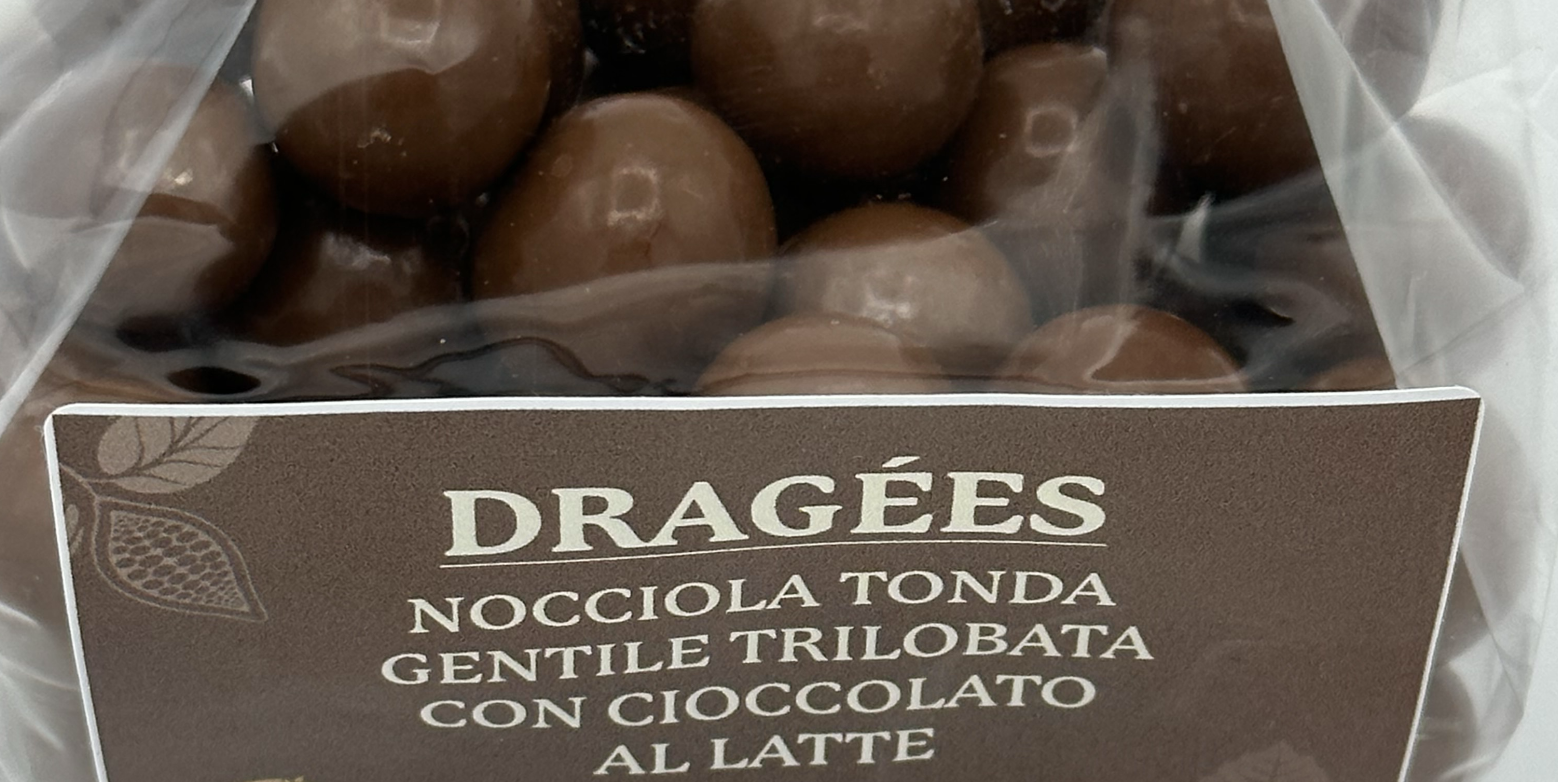 DRAGÉES
NOCCIOLA TONDA
GENTILE TRILOBATA
CON CIOCCOLATO
AL LATTE